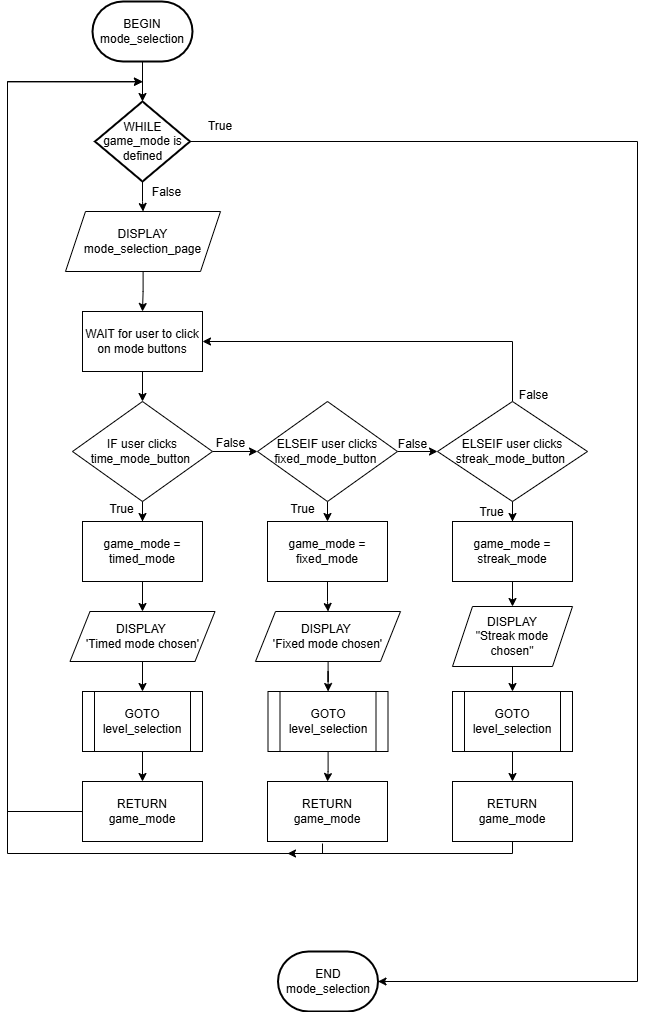 BEGIN
mode_selection
WHILE
game_mode is
defined
True
False
DISPLAY
mode_selection_page
WAIT for user to click
on mode buttons
IF user clicks
time_mode_button
False
ELSEIF user clicks
fixed_mode_button
False
ELSEIF user clicks
streak_mode_button
False
True
True
True
game_mode =
timed_mode
game_mode =
fixed_mode
game_mode =
streak_mode
DISPLAY
'Timed mode chosen'
DISPLAY
'Fixed mode chosen'
DISPLAY
"Streak mode
chosen"
GOTO
level_selection
GOTO
level_selection
GOTO
level_selection
RETURN
game_mode
RETURN
game_mode
RETURN
game_mode
END
mode_selection